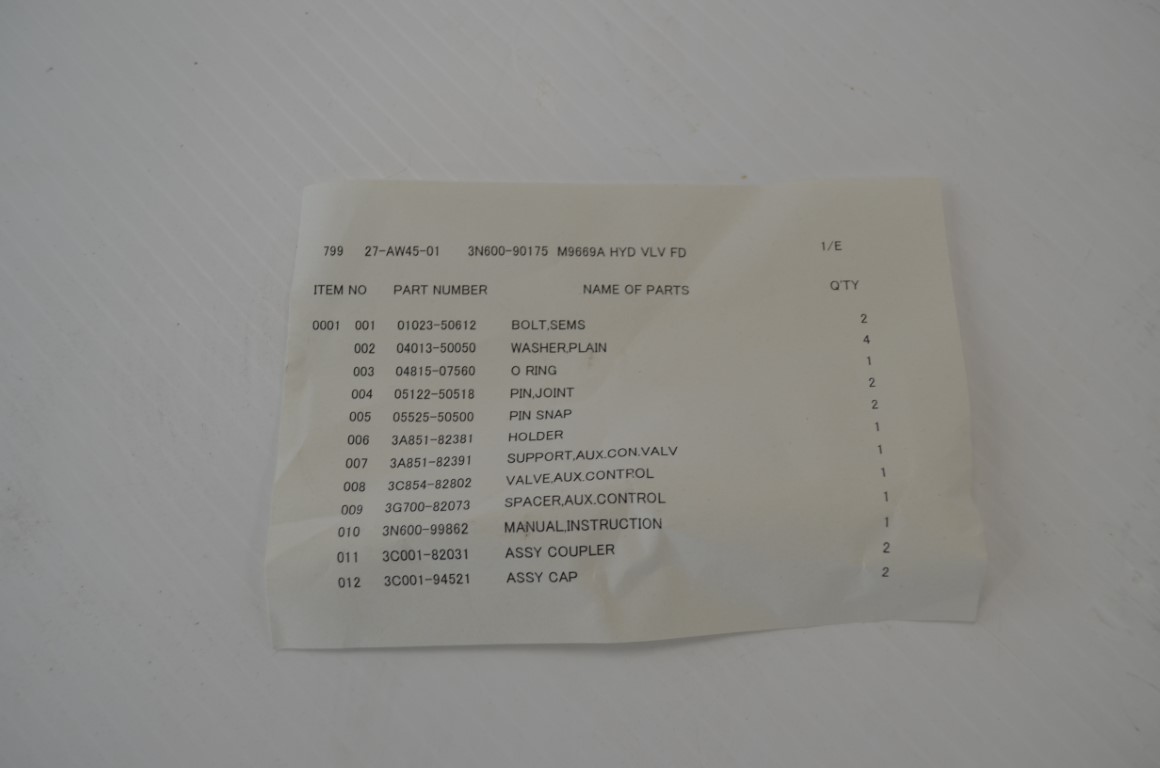 799 27-AW45-01 3N600-90175 M9669A HYD VLV FD 1/E
ITEM NO PART NUMBER NAME OF PARTS Q'TY
0001 001 01023-50612 BOLT,SEMS 2
002 04013-50050 WASHER,PLAIN 4
003 04815-07560 O RING 1
004 05122-50518 PIN,JOINT 2
005 05525-50500 PIN SNAP 2
006 3A851-82381 HOLDER 1
007 3A851-82391 SUPPORT,AUX.CON.VALV 1
008 3C854-82802 VALVE,AUX.CONTROL 1
009 3G700-82073 SPACER,AUX.CONTROL 1
010 3N600-99862 MANUAL,INSTRUCTION 1
011 3C001-82031 ASSY COUPLER 2
012 3C001-94521 ASSY CAP 2